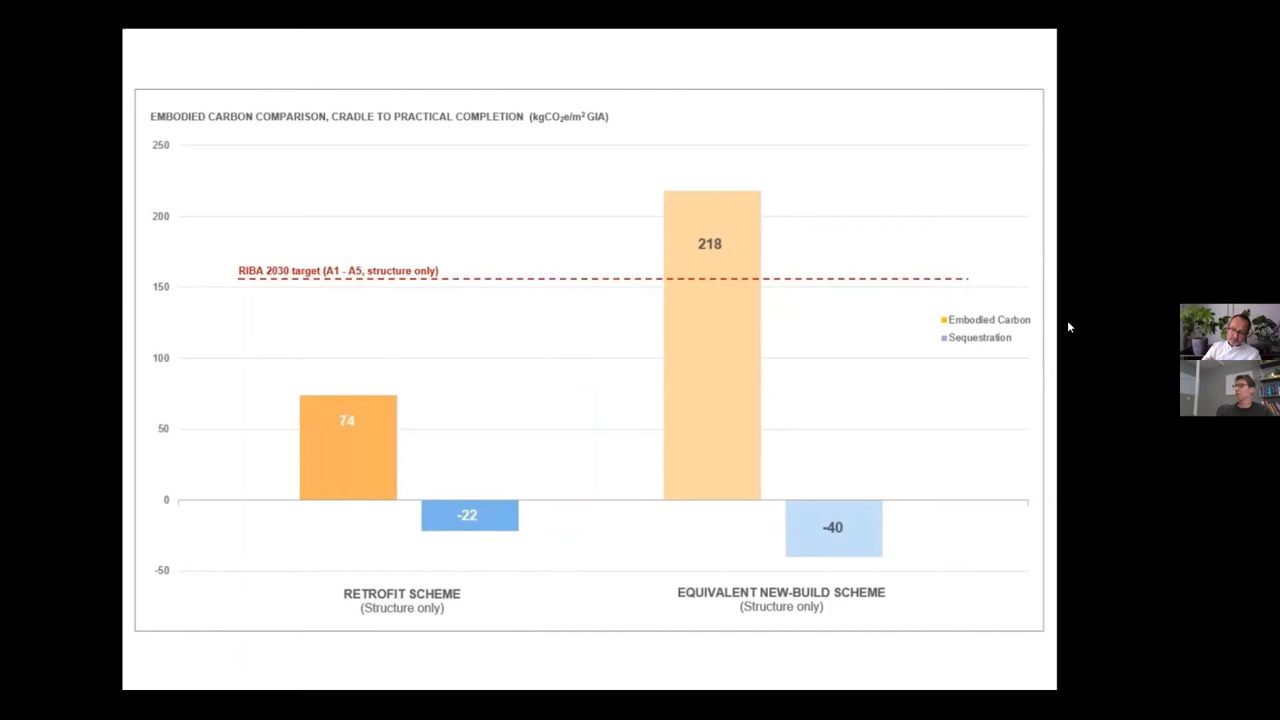 EMBODIED CARBON COMPARISON, CRADLE TO PRACTICAL COMPLETION (kgCO₂e/m² GIA)
250
200
218
RIBA 2030 target (A1 - A5, structure only)
150
Embodied Carbon
Sequestration
100
74
50
0
-22
-40
-50
RETROFIT SCHEME
(Structure only)
EQUIVALENT NEW-BUILD SCHEME
(Structure only)